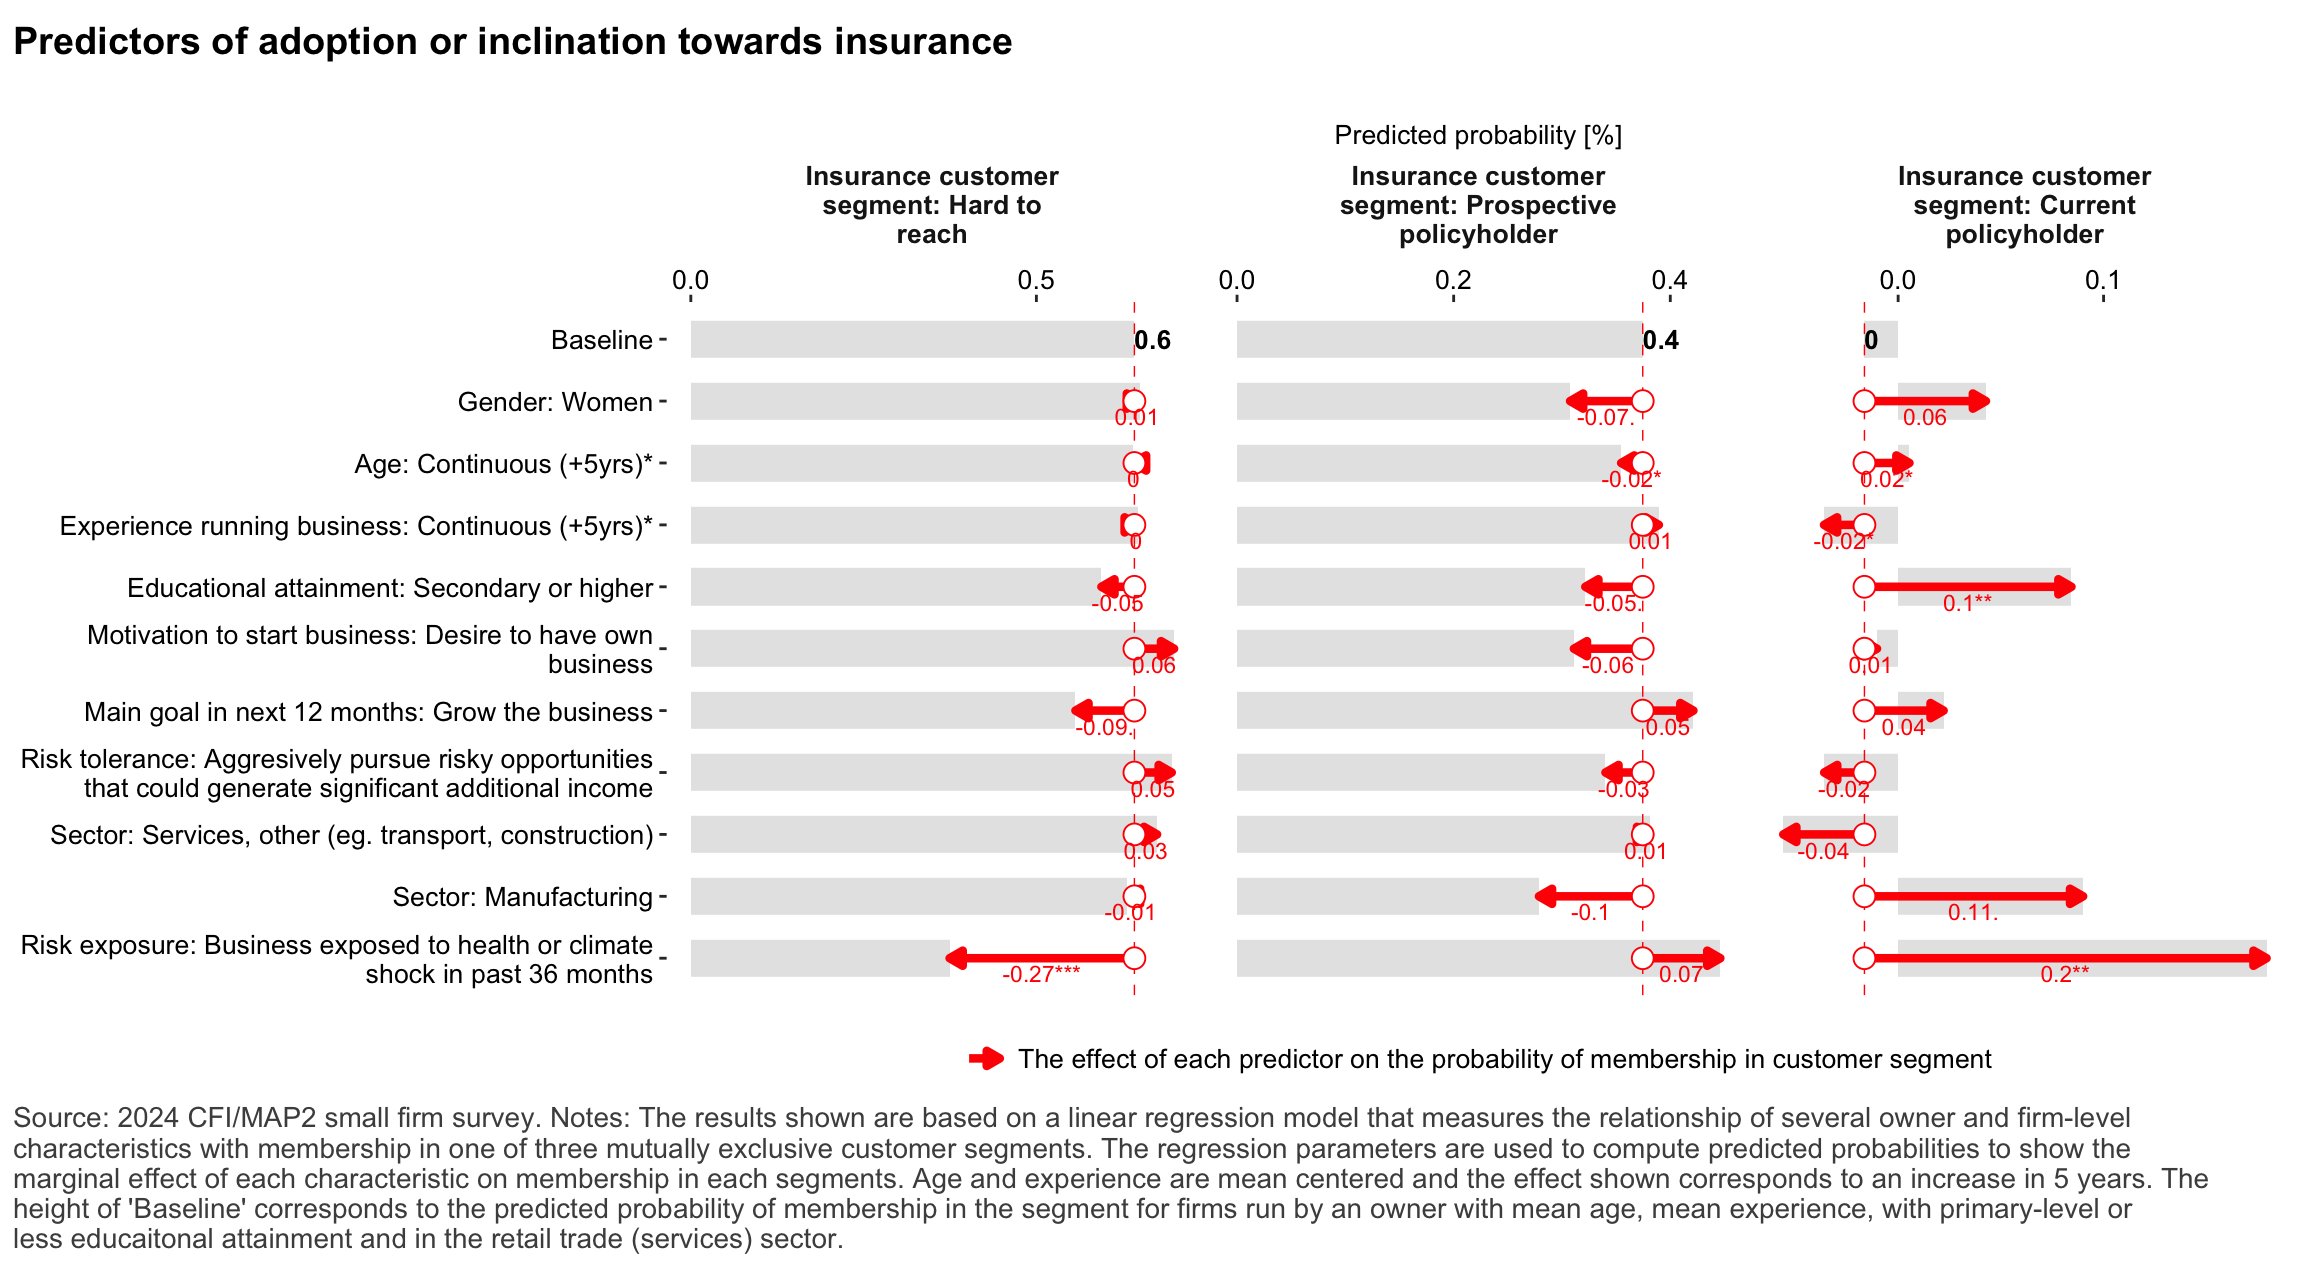 Predictors of adoption or inclination towards insurance
Predicted probability [%]
Insurance customer
segment: Hard to
reach
Insurance customer
segment: Prospective
policyholder
Insurance customer
segment: Current
policyholder
0.0 0.5 0.0 0.2 0.4 0.0 0.1
Baseline 0.6 0.4 0
Gender: Women 0.01 -0.07. 0.06
Age: Continuous (+5yrs)* 0 -0.02* 0.02*
Experience running business: Continuous (+5yrs)* 0 0.01 -0.02*
Educational attainment: Secondary or higher -0.05 -0.05. 0.1**
Motivation to start business: Desire to have own
business 0.06 -0.06 0.01
Main goal in next 12 months: Grow the business -0.09. 0.05 0.04
Risk tolerance: Aggresively pursue risky opportunities
that could generate significant additional income 0.05 -0.03 -0.02
Sector: Services, other (eg. transport, construction) 0.03 0.01 -0.04
Sector: Manufacturing -0.01 -0.1 0.11.
Risk exposure: Business exposed to health or climate
shock in past 36 months -0.27*** 0.07 0.2**
The effect of each predictor on the probability of membership in customer segment
Source: 2024 CFI/MAP2 small firm survey. Notes: The results shown are based on a linear regression model that measures the relationship of several owner and firm-level
characteristics with membership in one of three mutually exclusive customer segments. The regression parameters are used to compute predicted probabilities to show the
marginal effect of each characteristic on membership in each segments. Age and experience are mean centered and the effect shown corresponds to an increase in 5 years. The
height of 'Baseline' corresponds to the predicted probability of membership in the segment for firms run by an owner with mean age, mean experience, with primary-level or
less educaitonal attainment and in the retail trade (services) sector.